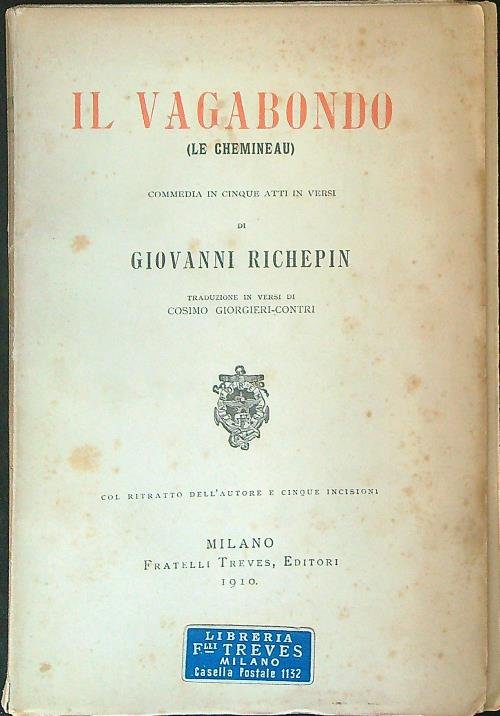 IL VAGABONDO
(LE CHEMINEAU)
COMMEDIA IN CINQUE ATTI IN VERSI
DI
GIOVANNI RICHEPIN
TRADUZIONE IN VERSI DI
COSIMO GIORGIERI-CONTRI
COL RITRATTO DELL'AUTORE E CINQUE INCISIONI
MILANO
FRATELLI TREVES, EDITORI
1910.
LIBRERIA
F.LLI TREVES
MILANO
Casella Postale 1132